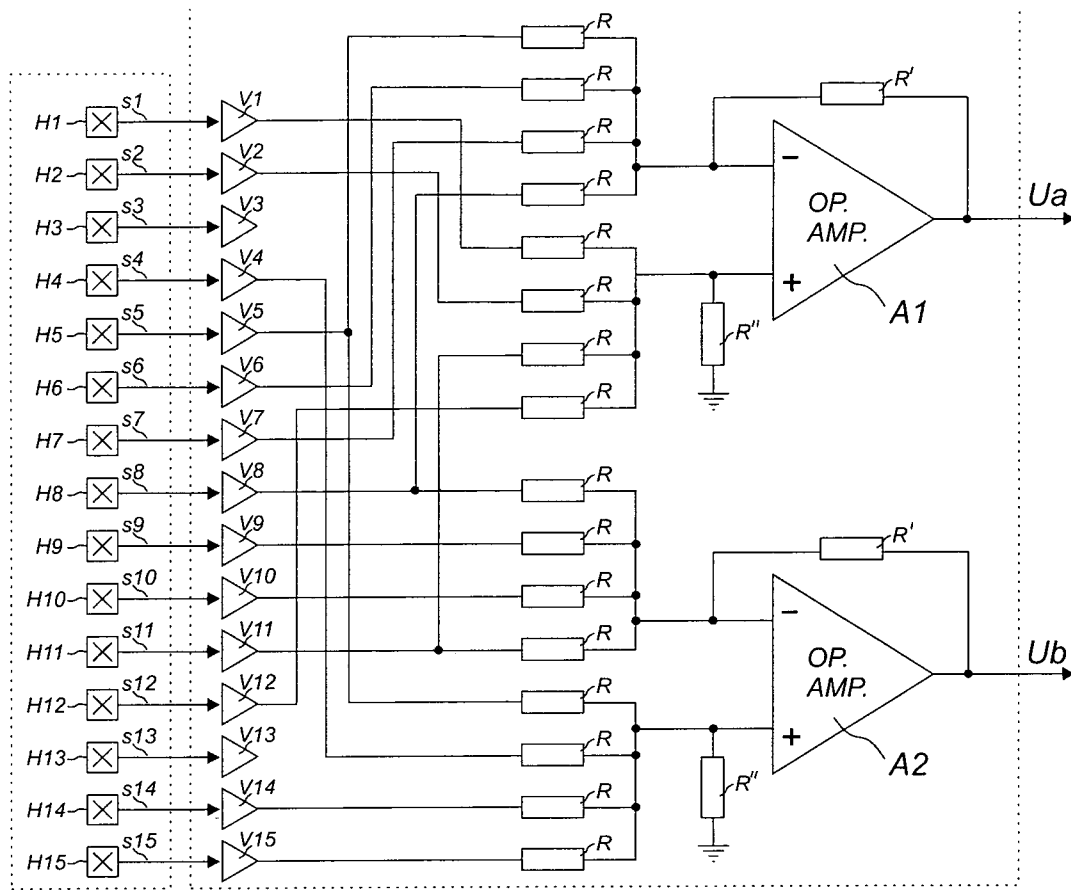 R
R'
R
s1
V1
H1
R
Ua
s2
V2
H2
R
OP.
AMP.
s3
V3
H3
R
s4
V4
H4
R
A1
s5
V5
H5
R
R"
s6
V6
H6
R
s7
V7
H7
s8
V8
H8
R
s9
V9
H9
R
R'
s10
V10
H10
R
s11
V11
H11
R
Ub
OP.
AMP.
s12
V12
H12
R
s13
V13
H13
R
A2
s14
V14
H14
R
R"
s15
V15
H15
R